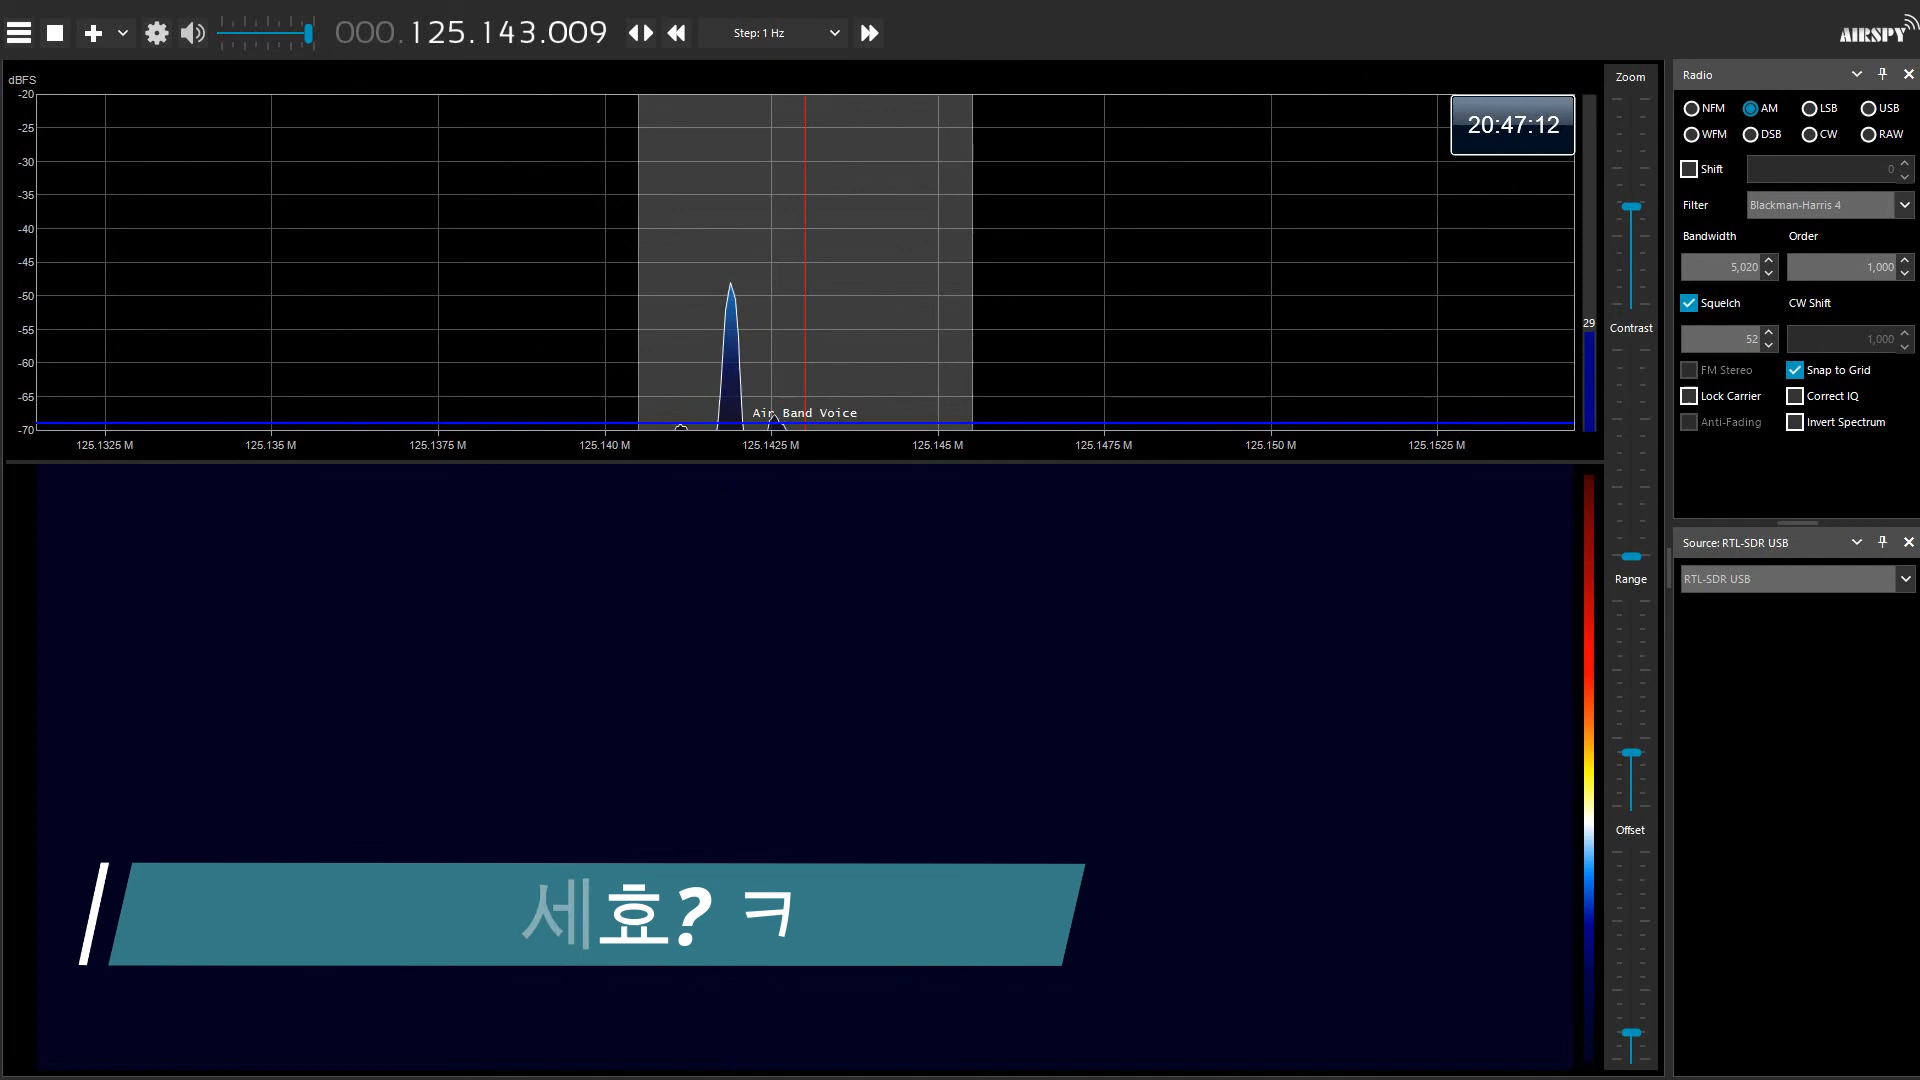 000.125.143.009
Step: 1 Hz
AIRSPY
dBFS
-20
-25
-30
-35
-40
-45
-50
-55
-60
-65
-70
20:47:12
Air Band Voice
125.1325 M 125.135 M 125.1375 M 125.140 M 125.1425 M 125.145 M 125.1475 M 125.150 M 125.1525 M
29
Zoom
Contrast
Range
Offset
Radio
NFM AM LSB USB
WFM DSB CW RAW
Shift 0
Filter Blackman-Harris 4
Bandwidth Order
5,020 1,000
Squelch CW Shift
52 1,000
FM Stereo Snap to Grid
Lock Carrier Correct IQ
Anti-Fading Invert Spectrum
Source: RTL-SDR USB
RTL-SDR USB
세효? ㅋ